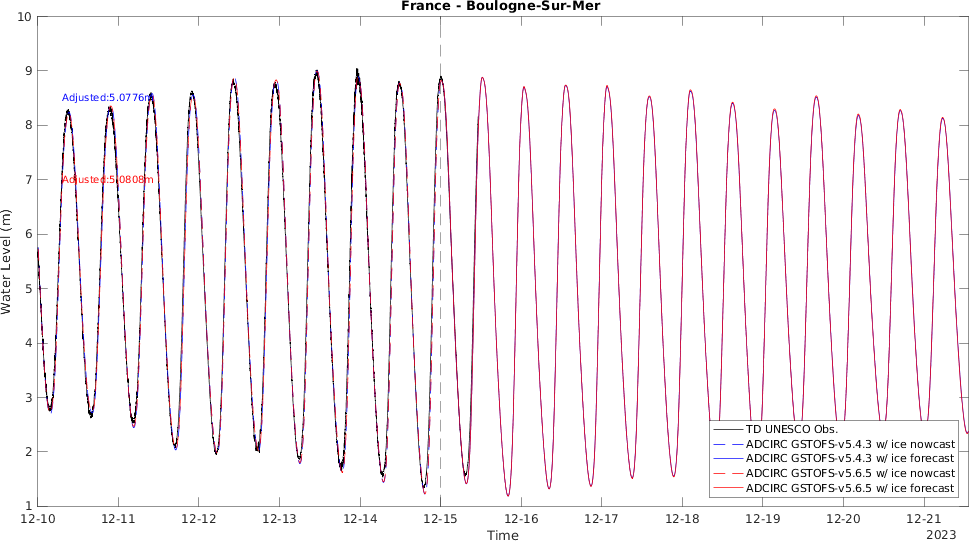 France - Boulogne-Sur-Mer
Water Level (m)
10
9
8
7
6
5
4
3
2
1
Adjusted:5.0776m
Adjusted:5.0808m
TD UNESCO Obs.
ADCIRC GSTOFS-v5.4.3 w/ ice nowcast
ADCIRC GSTOFS-v5.4.3 w/ ice forecast
ADCIRC GSTOFS-v5.6.5 w/ ice nowcast
ADCIRC GSTOFS-v5.6.5 w/ ice forecast
12-10 12-11 12-12 12-13 12-14 12-15 12-16 12-17 12-18 12-19 12-20 12-21
Time
2023